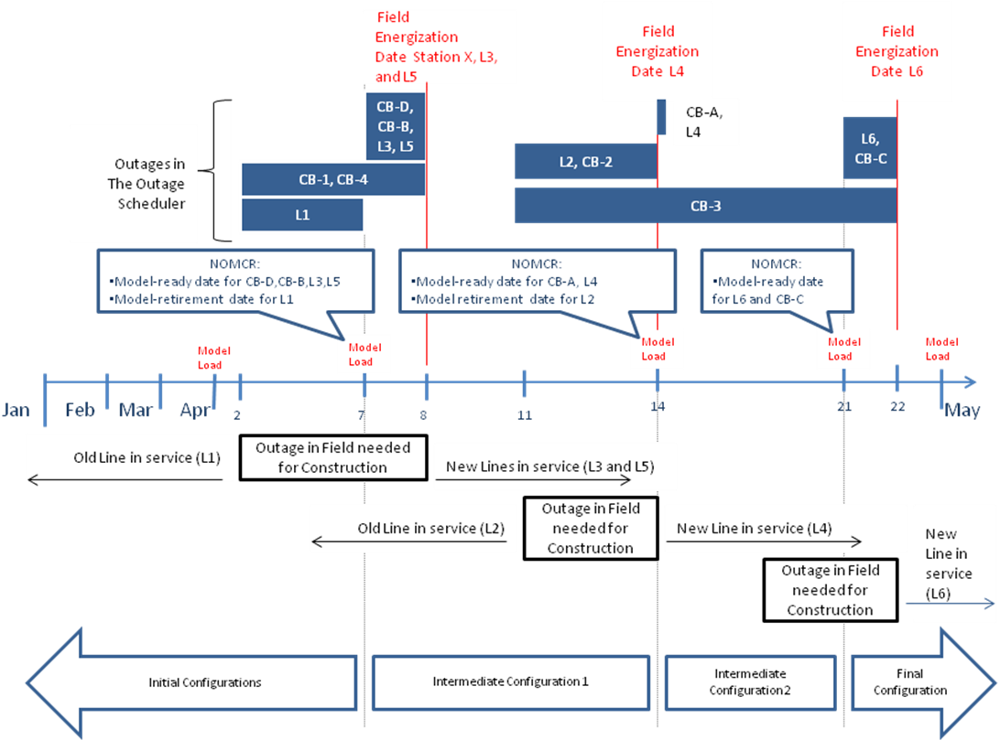 Field
Energization
Date Station X, L3,
and L5
Field
Energization
Date L4
Field
Energization
Date L6
Outages in
The Outage
Scheduler
CB-D,
CB-B,
L3, L5
CB-1, CB-4
L1
CB-A,
L4
L2, CB-2
L6,
CB-C
CB-3
NOMCR:
▪Model-ready date for CB-D,CB-B,L3,L5
▪Model-retirement date for L1
NOMCR:
▪Model-ready date for CB-A, L4
▪Model retirement date for L2
NOMCR:
▪Model-ready date
for L6 and CB-C
Model
Load
Model
Load
Model
Load
Model
Load
Model
Load
Jan
Feb
Mar
Apr
2
7
8
11
14
21
22
May
Old Line in service (L1)
Outage in Field needed
for Construction
New Lines in service (L3 and L5)
Old Line in service (L2)
Outage in Field
needed for
Construction
New Line in service (L4)
Outage in Field
needed for
Construction
New
Line in
service
(L6)
Initial Configurations
Intermediate Configuration 1
Intermediate
Configuration 2
Final
Configuration